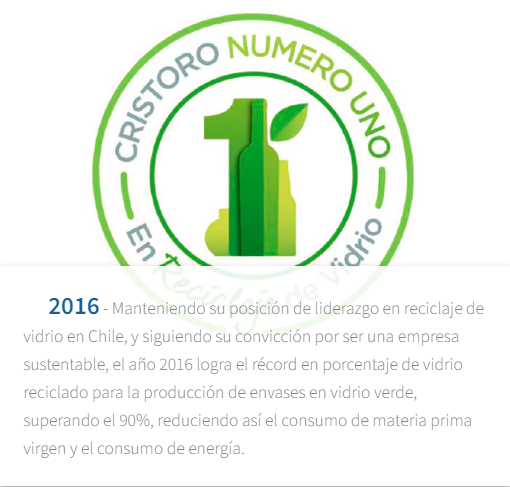 CRISTORO NUMERO UNO
En Reciclaje de Vidrio
2016 - Manteniendo su posición de liderazgo en reciclaje de
vidrio en Chile, y siguiendo su convicción por ser una empresa
sustentable, el año 2016 logra el récord en porcentaje de vidrio
reciclado para la producción de envases en vidrio verde,
superando el 90%, reduciendo así el consumo de materia prima
virgen y el consumo de energía.